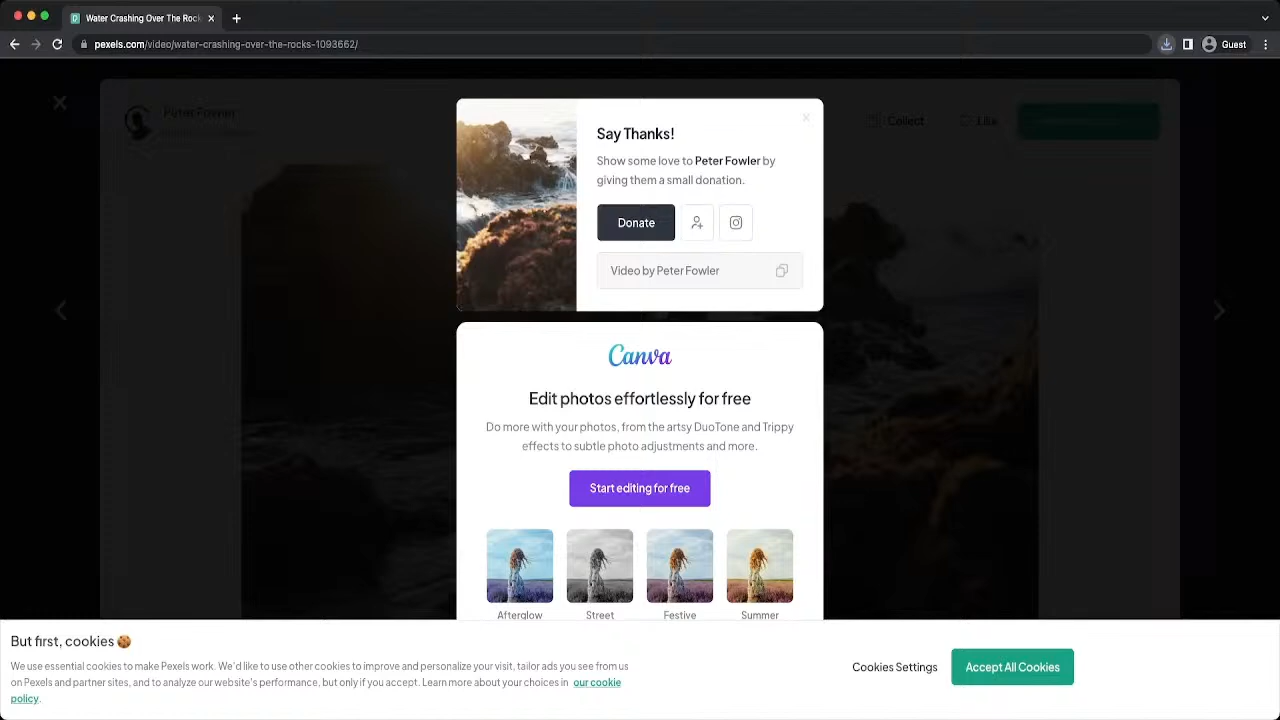 Water Crashing Over The Rock
pexels.com/video/water-crashing-over-the-rocks-1093662/
Guest
Peter Fowler
Collect
Like
Say Thanks!
Show some love to Peter Fowler by
giving them a small donation.
Donate
Video by Peter Fowler
Canva
Edit photos effortlessly for free
Do more with your photos, from the artsy DuoTone and Trippy
effects to subtle photo adjustments and more.
Start editing for free
Afterglow
Street
Festive
Summer
But first, cookies 🍪
We use essential cookies to make Pexels work. We'd like to use other cookies to improve and personalize your visit, tailor ads you see from us
on Pexels and partner sites, and to analyze our website's performance, but only if you accept. Learn more about your choices in our cookie
policy.
Cookies Settings
Accept All Cookies